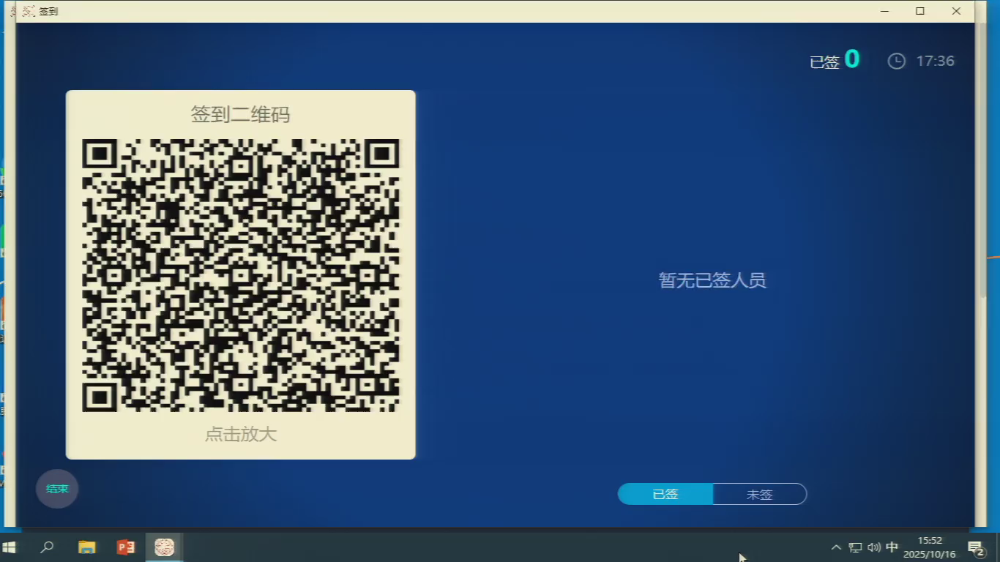 签到
已签 0
17:36
签到二维码
暂无已签人员
点击放大
结束
已签
未签
中
15:52
2025/10/16
2